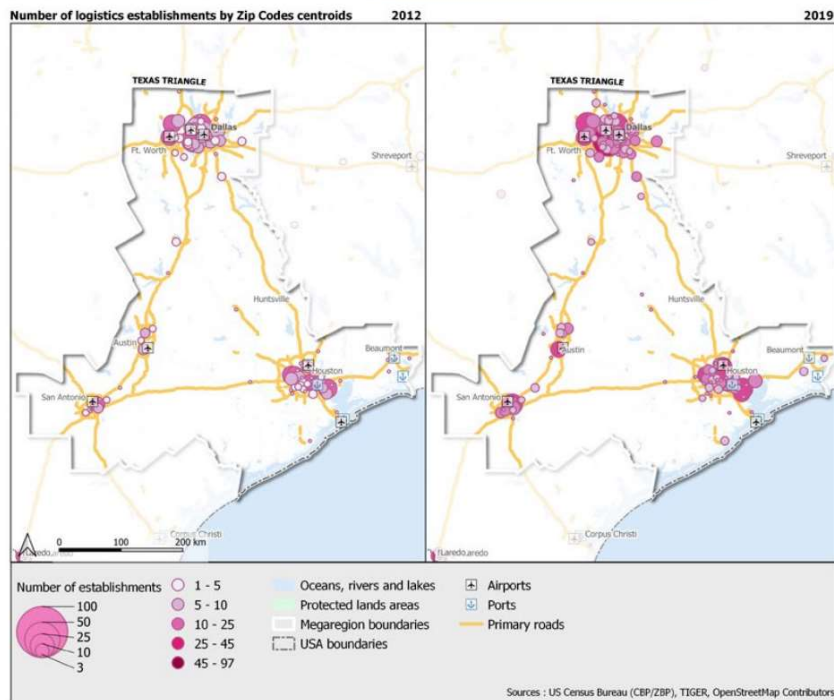 Number of logistics establishments by Zip Codes centroids 2012
2019
TEXAS TRIANGLE
Dallas
Ft. Worth
Shreveport
Huntsville
Austin
Beaumont
Houston
San Antonio
Corpus Christi
Laredo
TEXAS TRIANGLE
Dallas
Ft. Worth
Shreveport
Huntsville
Austin
Beaumont
Houston
San Antonio
Corpus Christi
Laredo
0 100 200 km
Number of establishments
100
50
25
10
3
1 - 5
5 - 10
10 - 25
25 - 45
45 - 97
Oceans, rivers and lakes
Protected lands areas
Megaregion boundaries
USA boundaries
Airports
Ports
Primary roads
Sources : US Census Bureau (CBP/ZBP), TIGER, OpenStreetMap Contributors